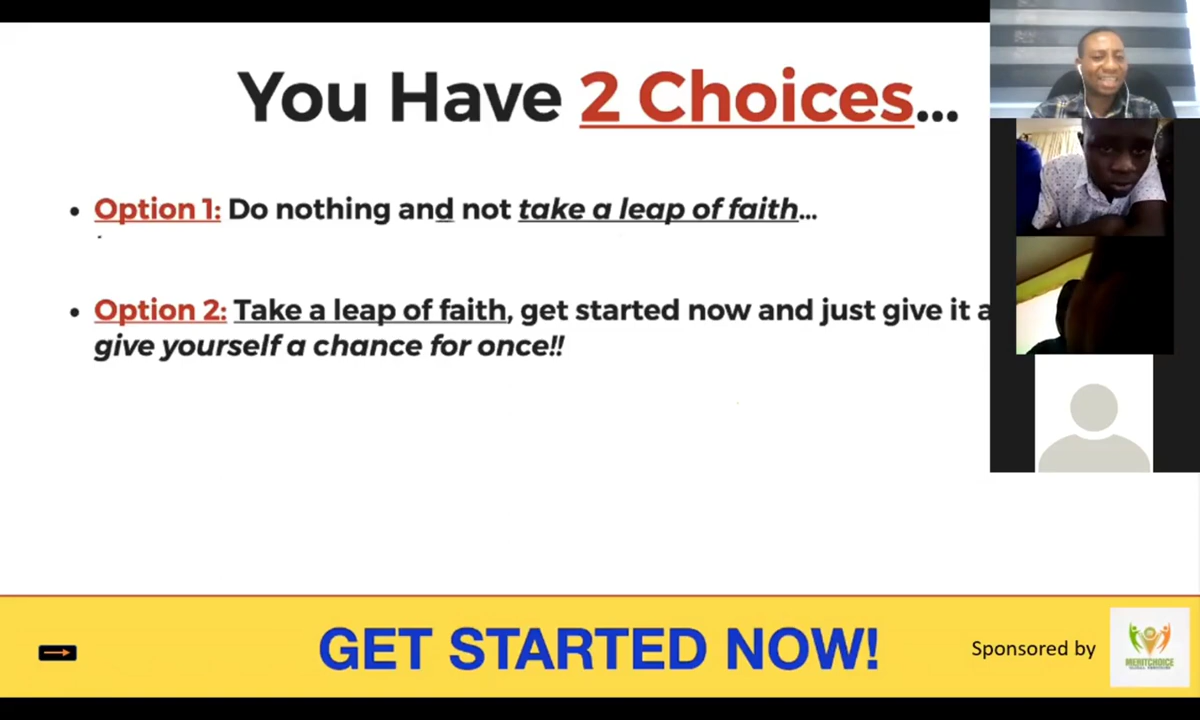 You Have 2 Choices...
• Option 1: Do nothing and not take a leap of faith...
• Option 2: Take a leap of faith, get started now and just give it a
give yourself a chance for once!!
GET STARTED NOW!
Sponsored by
MERITCHOICE